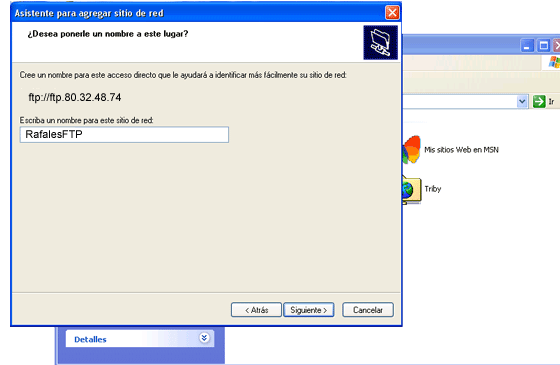 Asistente para agregar sitio de red
¿Desea ponerle un nombre a este lugar?
Cree un nombre para este acceso directo que le ayudará a identificar más fácilmente su sitio de red:
ftp://ftp.80.32.48.74
Escriba un nombre para este sitio de red:
RafalesFTP
< Atrás
Siguiente >
Cancelar
Ir
Mis sitios Web en MSN
Triby
Detalles